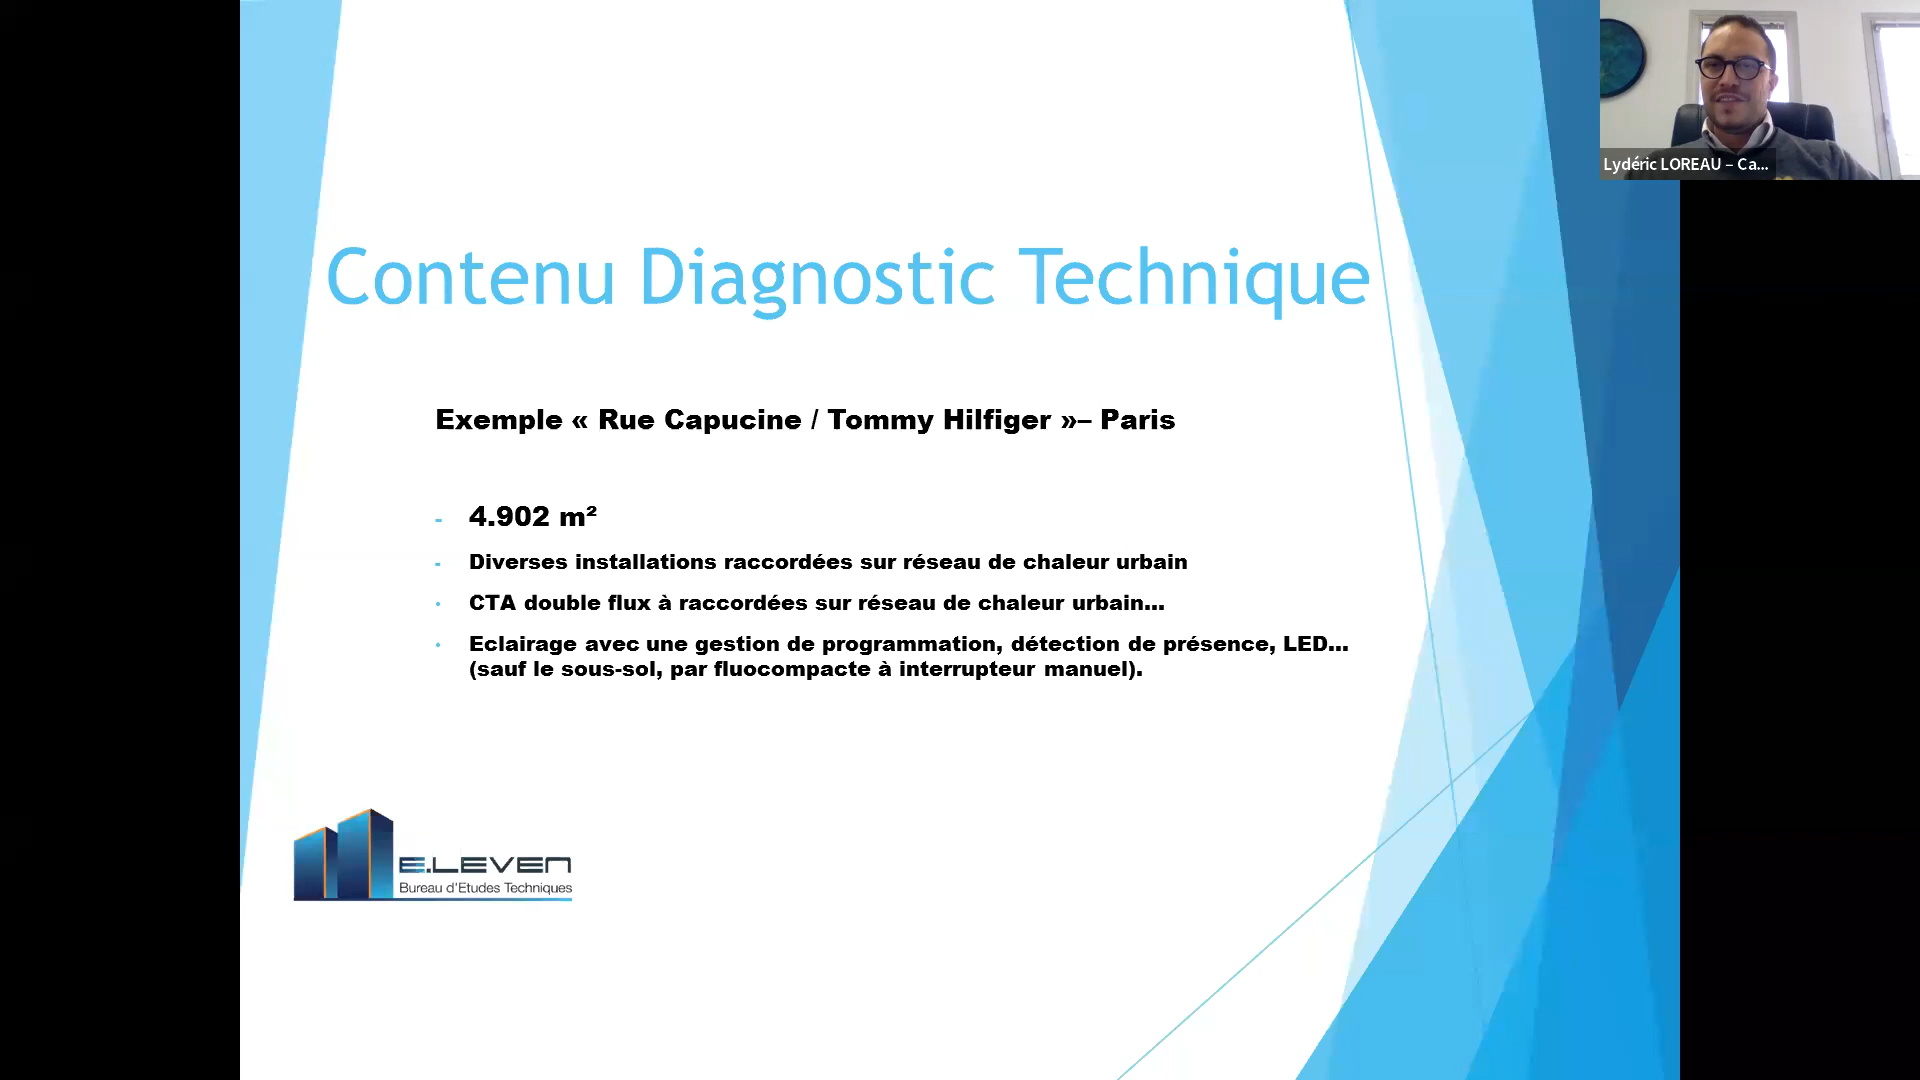 Lydéric LOREAU – Ca...
Contenu Diagnostic Technique
Exemple « Rue Capucine / Tommy Hilfiger »– Paris
- 4.902 m²
- Diverses installations raccordées sur réseau de chaleur urbain
• CTA double flux à raccordées sur réseau de chaleur urbain…
• Eclairage avec une gestion de programmation, détection de présence, LED…
(sauf le sous-sol, par fluocompacte à interrupteur manuel).
E.LEVEN
Bureau d'Etudes Techniques